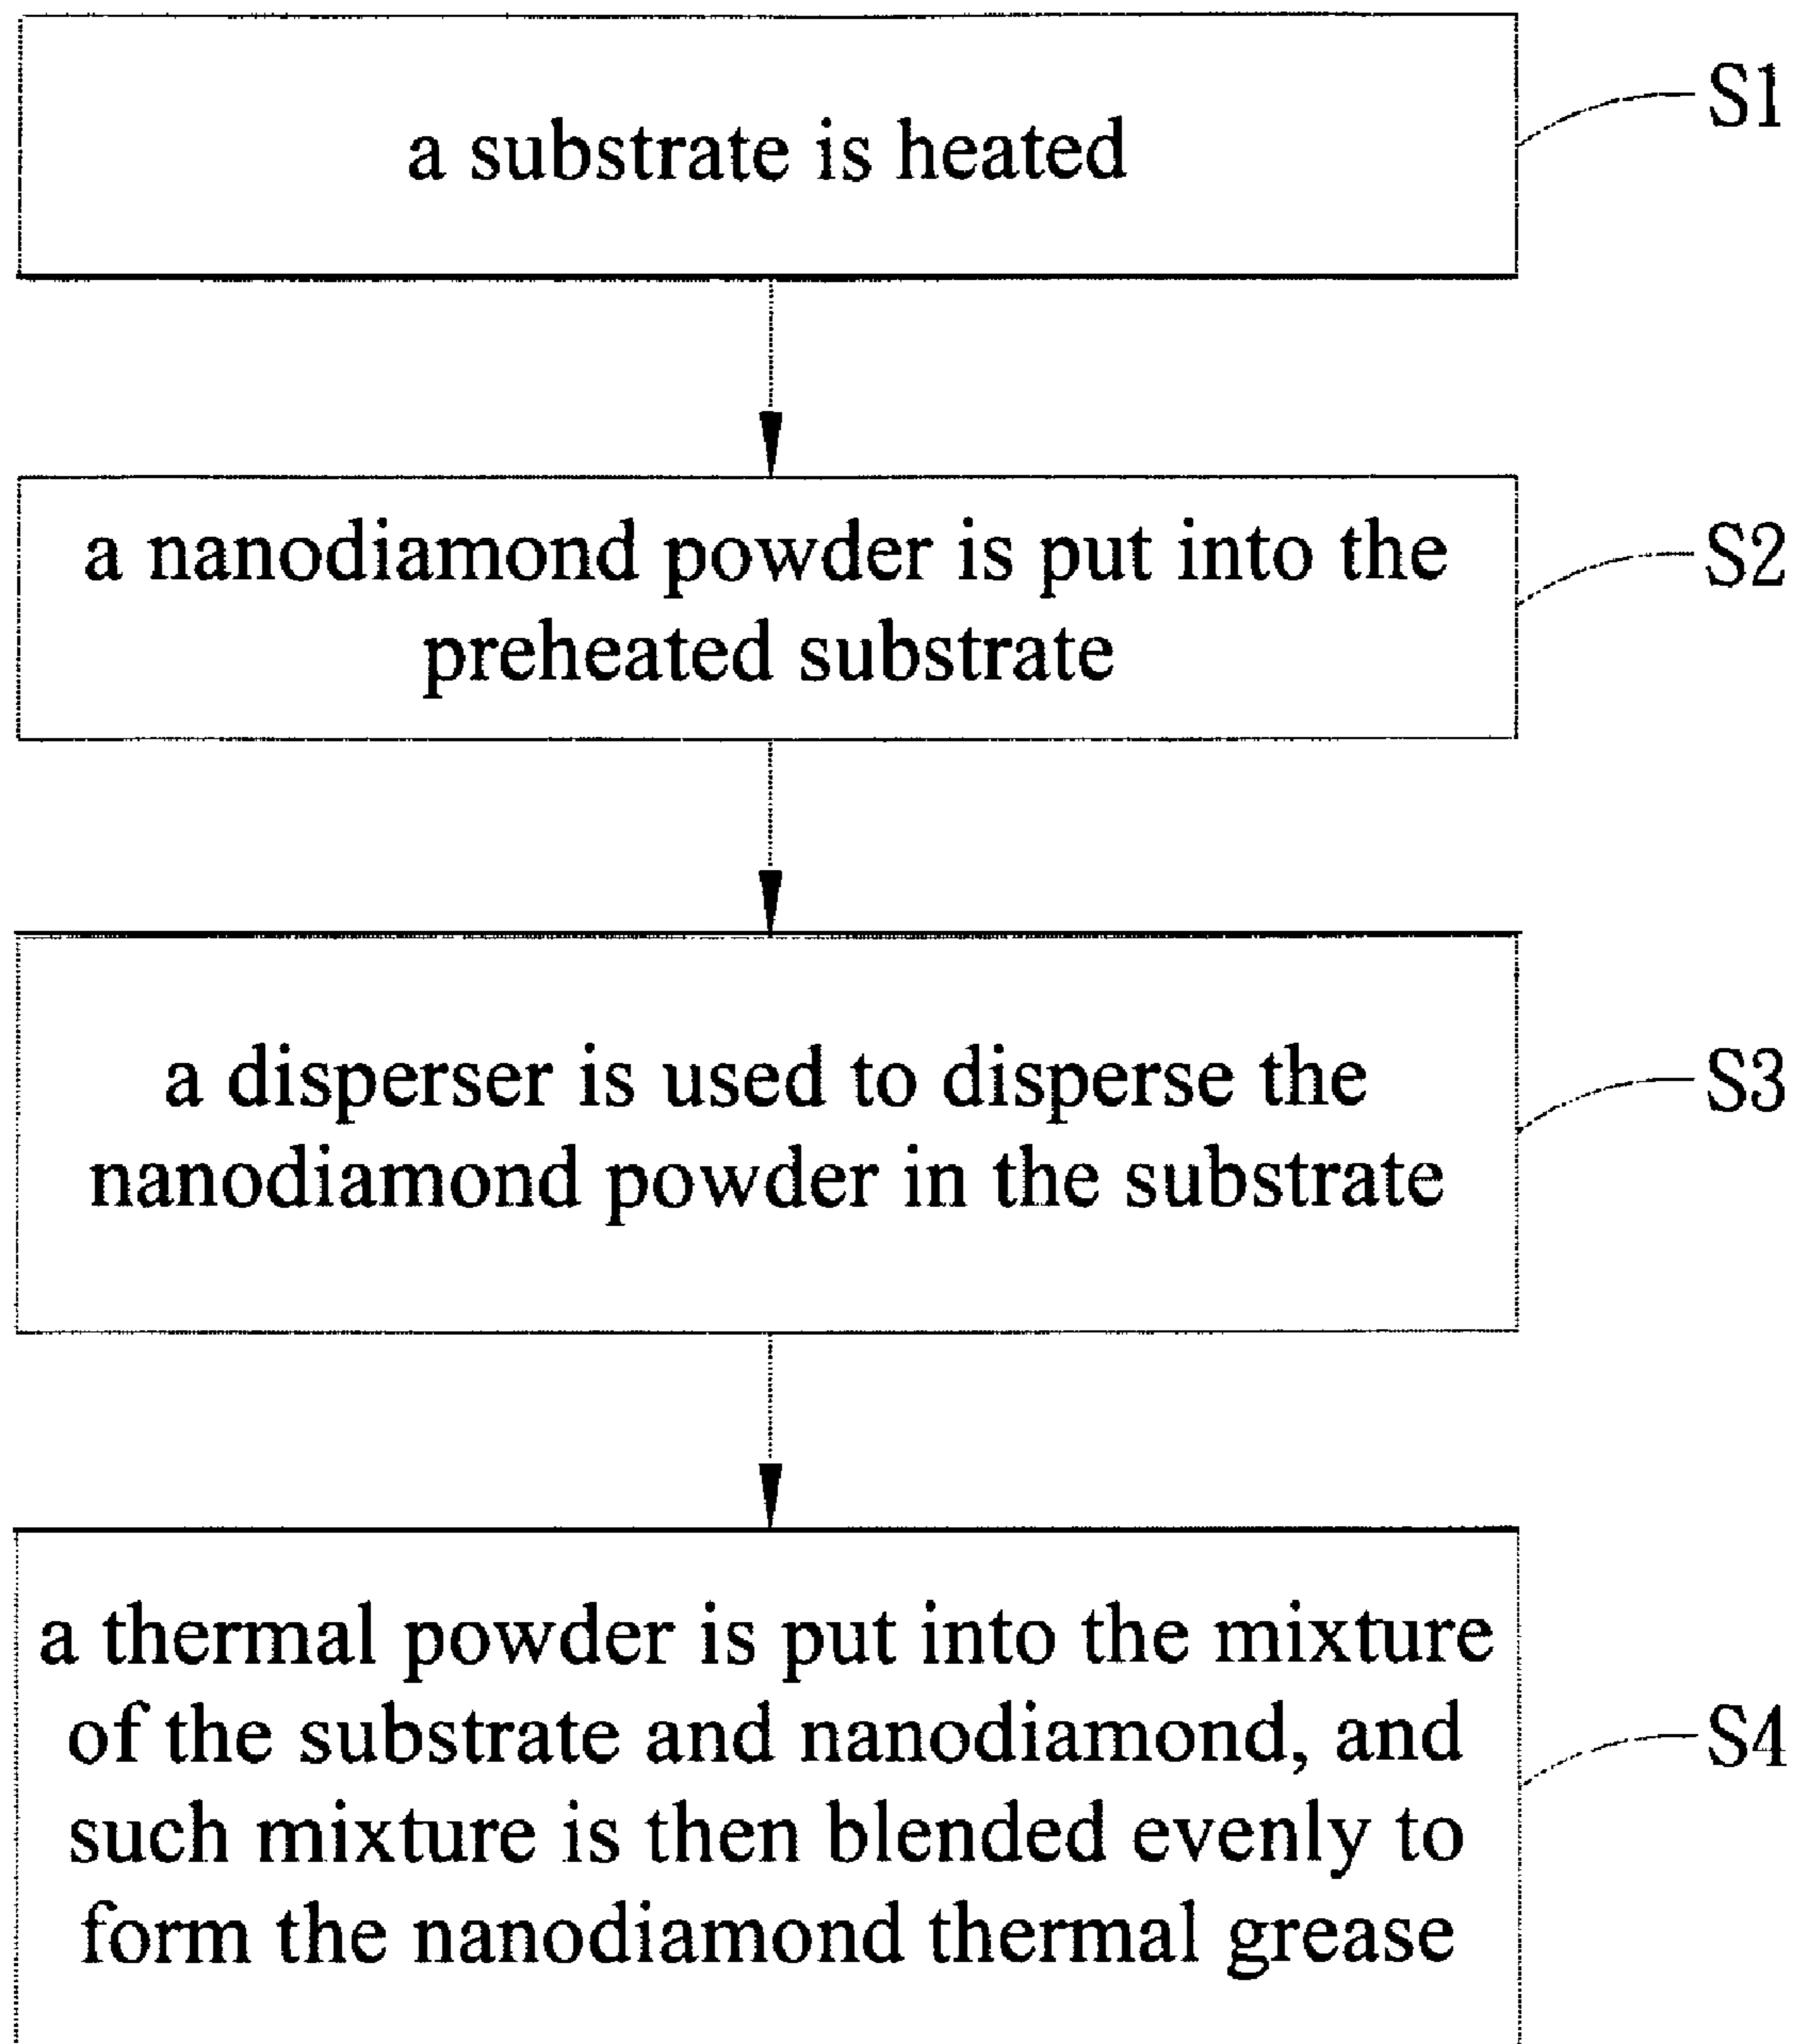 a substrate is heated
S1
a nanodiamond powder is put into the
preheated substrate
S2
a disperser is used to disperse the
nanodiamond powder in the substrate
S3
a thermal powder is put into the mixture
of the substrate and nanodiamond, and
such mixture is then blended evenly to
form the nanodiamond thermal grease
S4